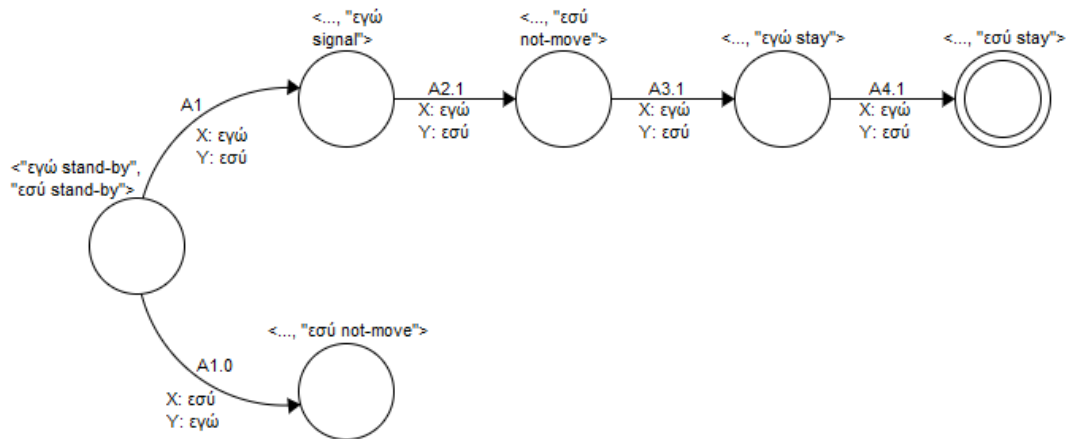 <..., "εγώ
signal">
<..., "εσύ
not-move">
<..., "εγώ stay">
<..., "εσύ stay">
A1
X: εγώ
Y: εσύ
A2.1
X: εγώ
Y: εσύ
A3.1
X: εγώ
Y: εσύ
A4.1
X: εγώ
Y: εσύ
<"εγώ stand-by",
"εσύ stand-by">
<..., "εσύ not-move">
A1.0
X: εσύ
Y: εγώ